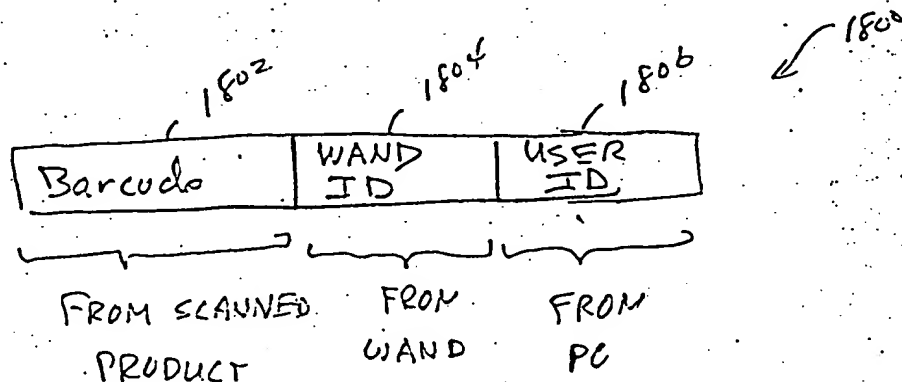 1800
1802
1804
1806
Barcode
WAND
ID
USER
ID
FROM SCANNED
PRODUCT
FROM
WAND
FROM
PC